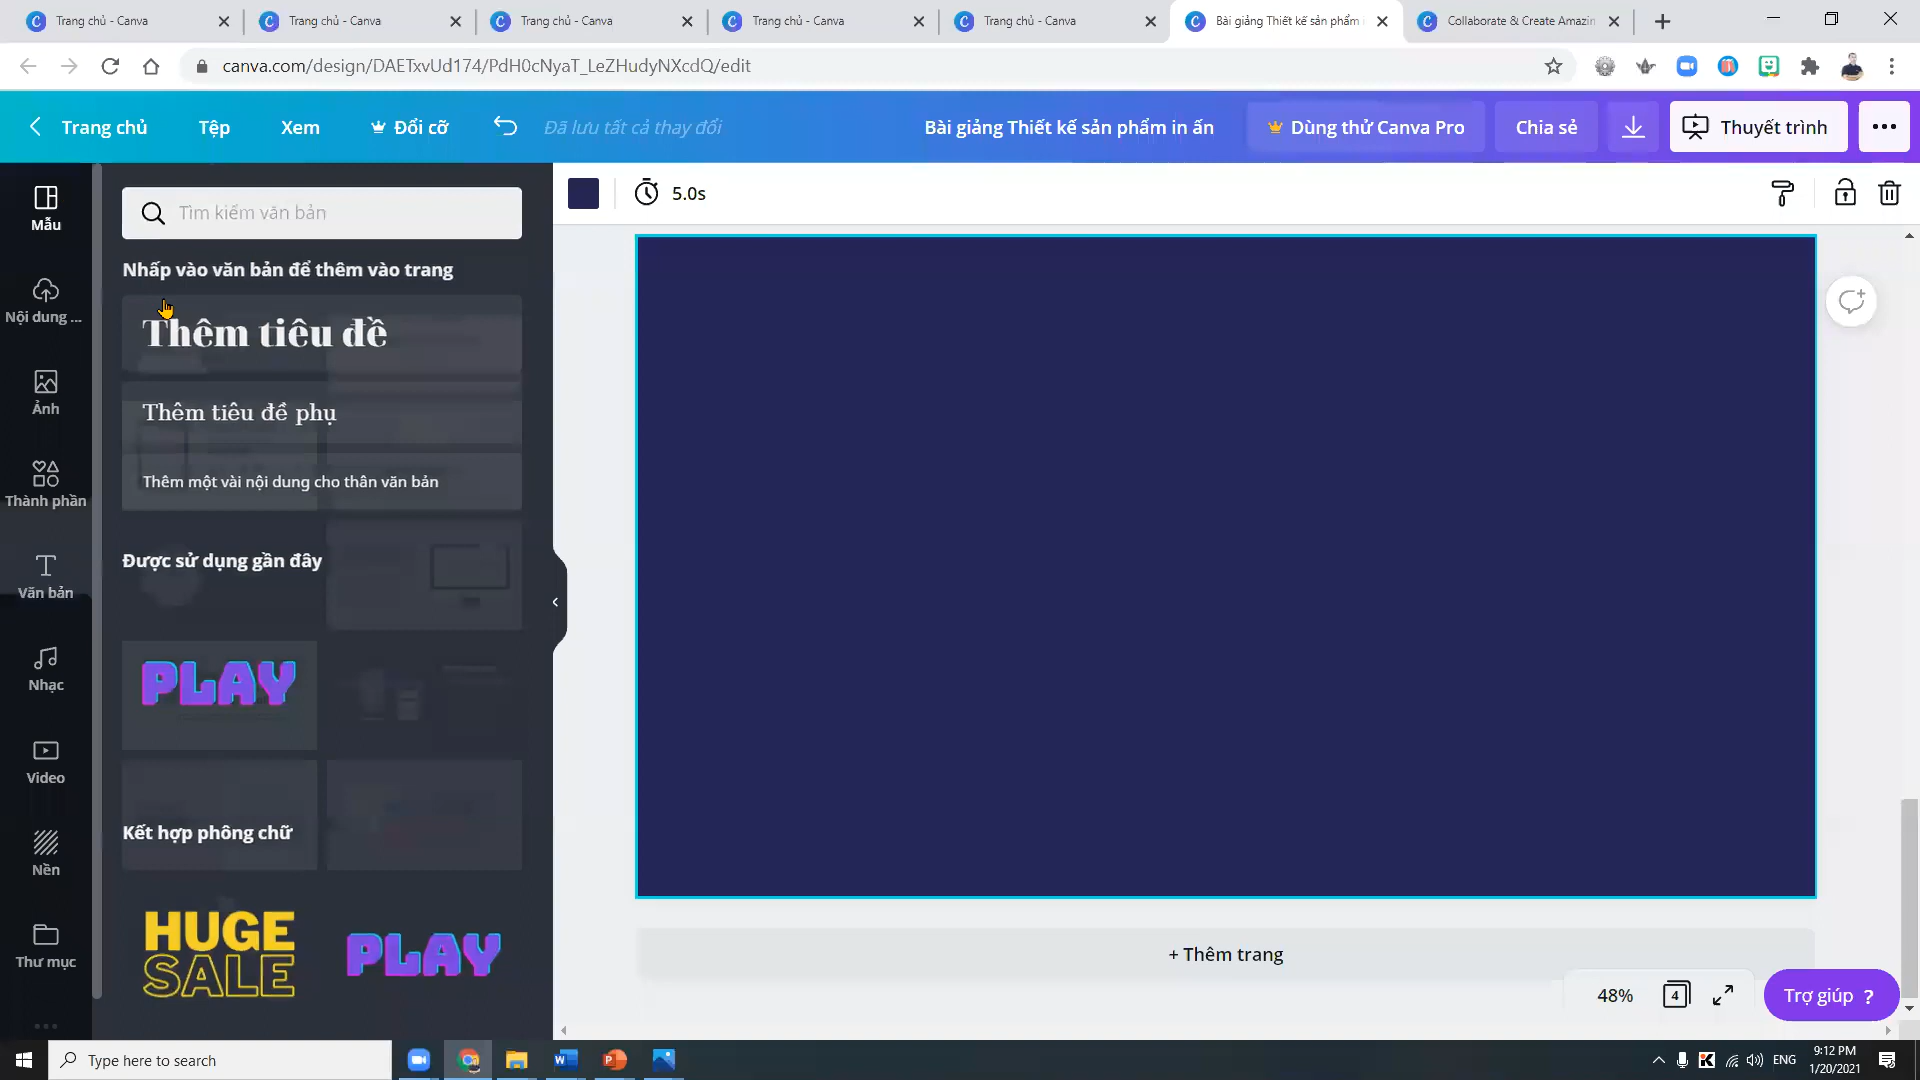 Trang chủ - Canva
Trang chủ - Canva
Trang chủ - Canva
Trang chủ - Canva
Trang chủ - Canva
Bài giảng Thiết kế sản phẩm i
Collaborate & Create Amazin
canva.com/design/DAETxvUd174/PdH0cNyaT_LeZHudyNXcdQ/edit
Trang chủ
Tệp
Xem
Đổi cỡ
Đã lưu tất cả thay đổi
Bài giảng Thiết kế sản phẩm in ấn
Dùng thử Canva Pro
Chia sẻ
Thuyết trình
Mẫu
Nội dung ...
Ảnh
Thành phần
Văn bản
Nhạc
Video
Nền
Thư mục
Tìm kiếm văn bản
Nhấp vào văn bản để thêm vào trang
Thêm tiêu đề
Thêm tiêu đề phụ
Thêm một vài nội dung cho thân văn bản
Được sử dụng gần đây
PLAY
Kết hợp phông chữ
HUGE
SALE
PLAY
5.0s
+ Thêm trang
48%
4
Trợ giúp ?
Type here to search
ENG
9:12 PM
1/20/2021